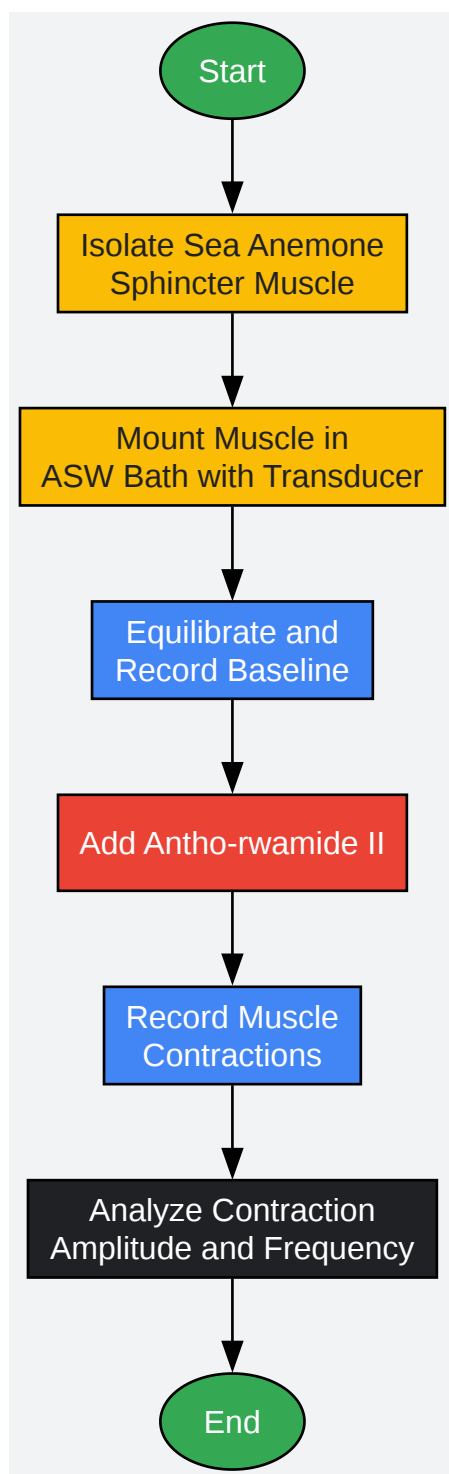 Start
Isolate Sea Anemone
Sphincter Muscle
Mount Muscle in
ASW Bath with Transducer
Equilibrate and
Record Baseline
Add Antho-rwamide II
Record Muscle
Contractions
Analyze Contraction
Amplitude and Frequency
End